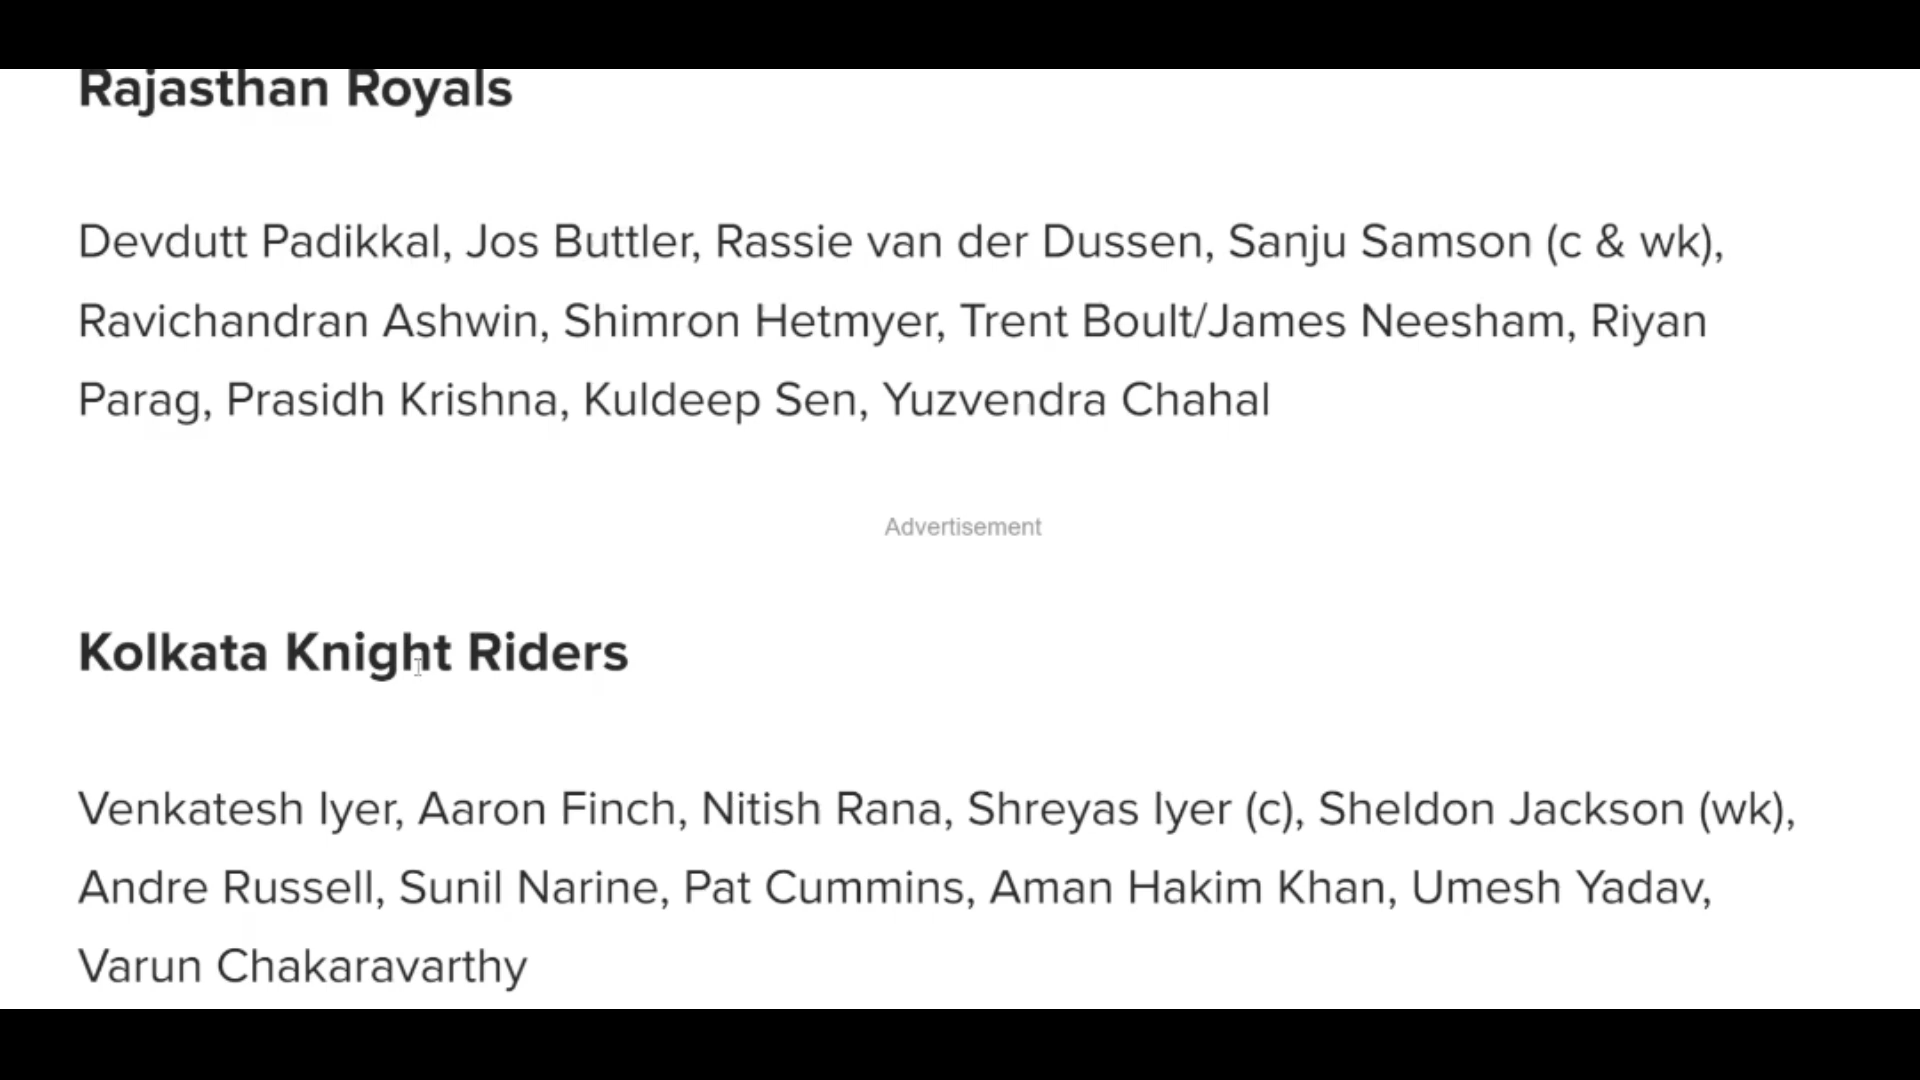 Rajasthan Royals
Devdutt Padikkal, Jos Buttler, Rassie van der Dussen, Sanju Samson (c & wk),
Ravichandran Ashwin, Shimron Hetmyer, Trent Boult/James Neesham, Riyan
Parag, Prasidh Krishna, Kuldeep Sen, Yuzvendra Chahal
Advertisement
Kolkata Knight Riders
Venkatesh Iyer, Aaron Finch, Nitish Rana, Shreyas Iyer (c), Sheldon Jackson (wk),
Andre Russell, Sunil Narine, Pat Cummins, Aman Hakim Khan, Umesh Yadav,
Varun Chakaravarthy